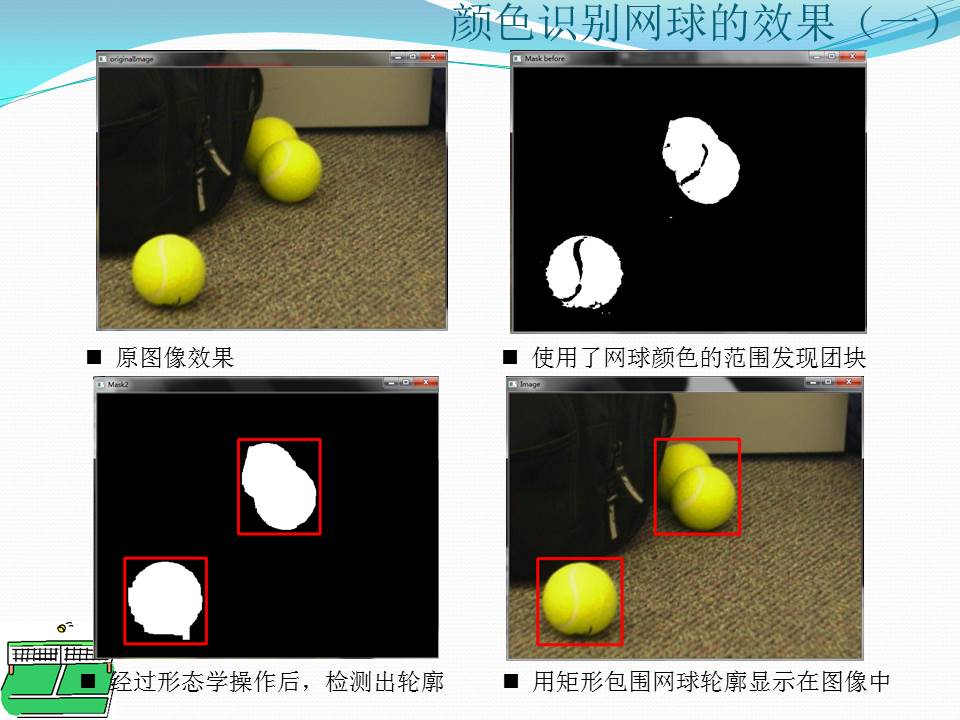 颜色识别网球的效果（一）
originalImage
Mask before
■ 原图像效果
■ 使用了网球颜色的范围发现团块
Mask2
Image
■ 经过形态学操作后，检测出轮廓
■ 用矩形包围网球轮廓显示在图像中